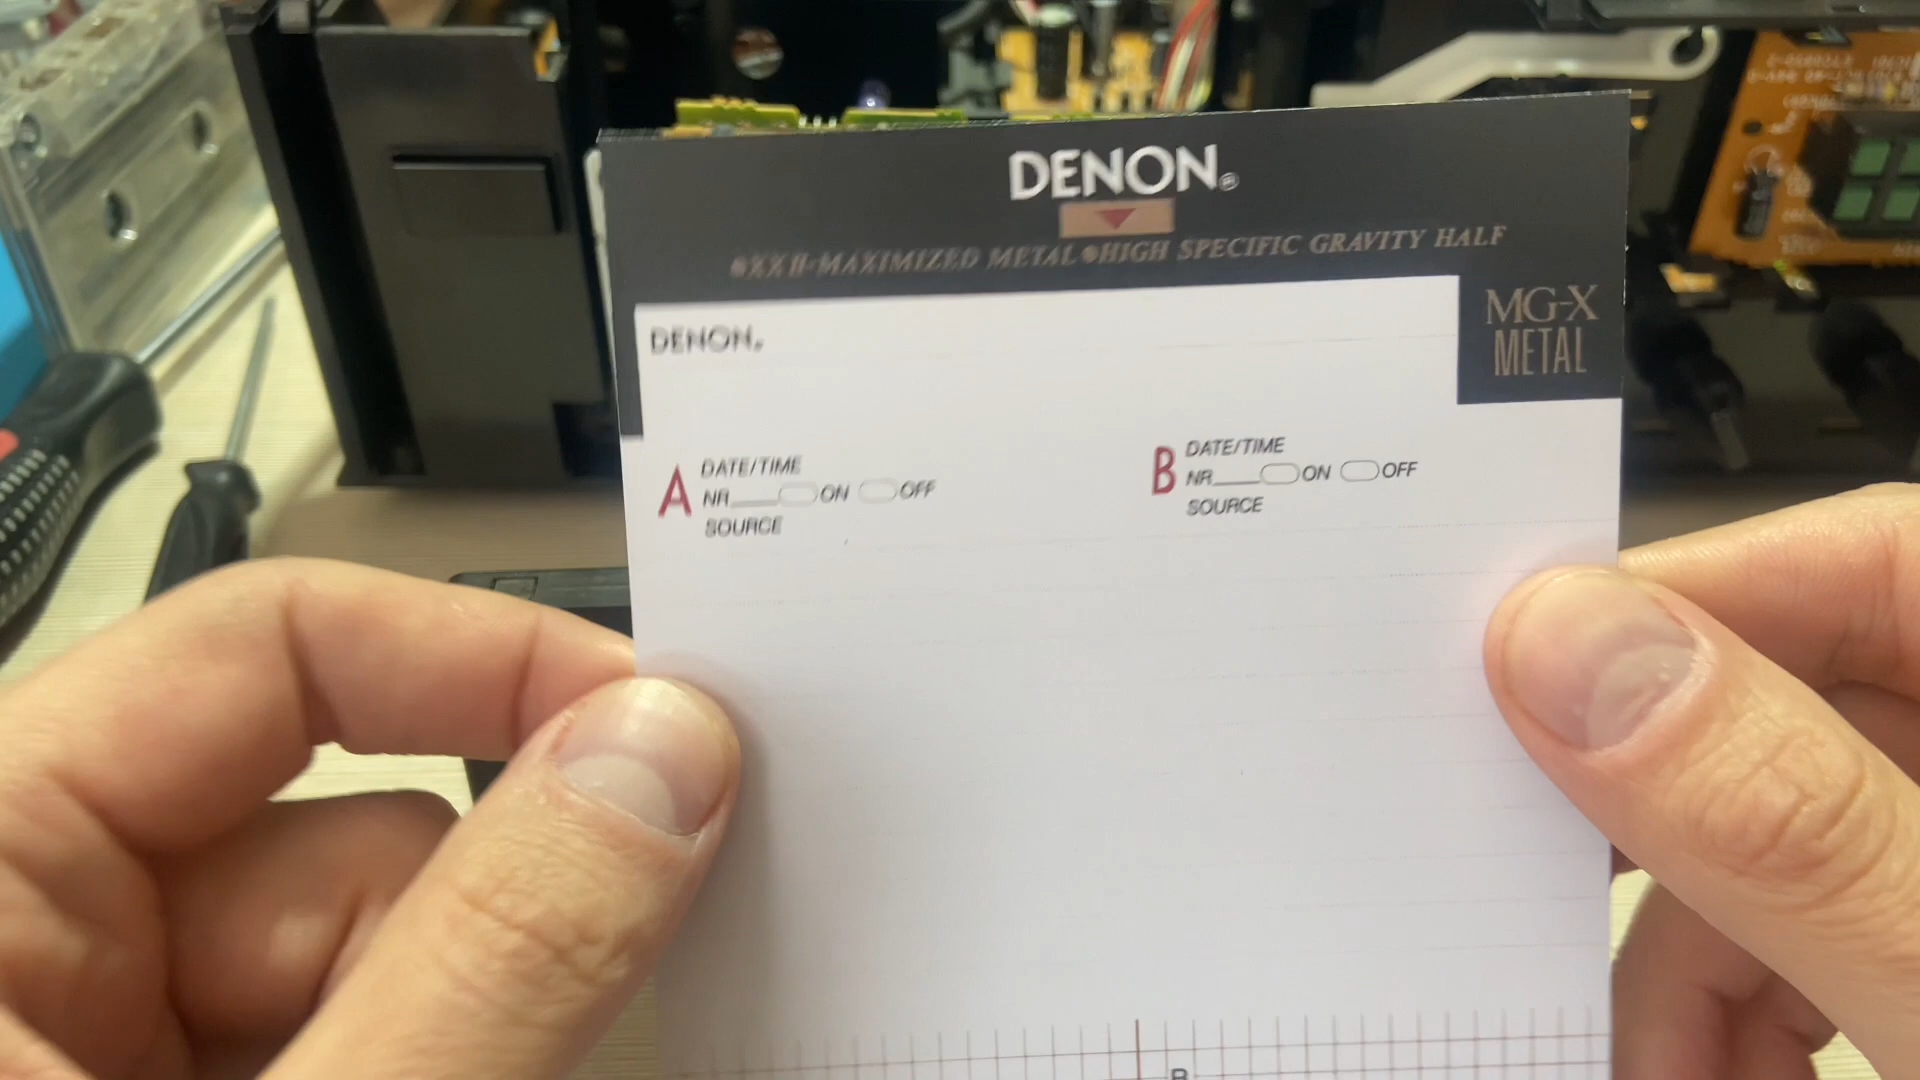 DENON®
●XXII-MAXIMIZED METAL●HIGH SPECIFIC GRAVITY HALF
MG-X
METAL
DENON®
A DATE/TIME
NR ON OFF
SOURCE
B DATE/TIME
NR ON OFF
SOURCE
B